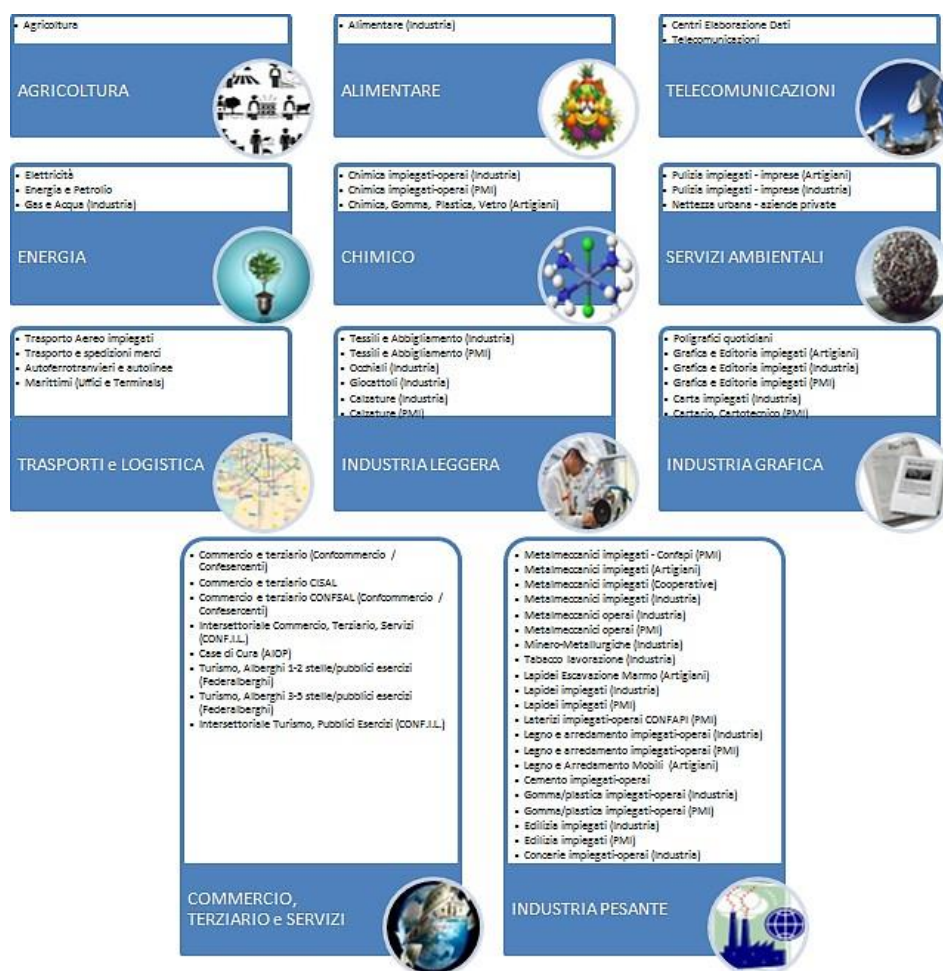 • Agricoltura
AGRICOLTURA
• Alimentare (Industria)
ALIMENTARE
• Centri Elaborazione Dati
• Telecomunicazioni
TELECOMUNICAZIONI
• Elettricità
• Energia e Petrolio
• Gas e Acqua (Industria)
ENERGIA
• Chimica impiegati-operai (Industria)
• Chimica impiegati-operai (PMI)
• Chimica, Gomma, Plastica, Vetro (Artigiani)
CHIMICO
• Pulizia impiegati - imprese (Artigiani)
• Pulizia impiegati - imprese (Industria)
• Nettezza urbana - aziende private
SERVIZI AMBIENTALI
• Trasporto Aereo impiegati
• Trasporto e spedizioni merci
• Autoferrotranvieri e autolinee
• Marittimi (Uffici e Terminals)
TRASPORTI e LOGISTICA
• Tessili e Abbigliamento (Industria)
• Tessili e Abbigliamento (PMI)
• Occhiali (Industria)
• Giocattoli (Industria)
• Calzature (Industria)
• Calzature (PMI)
INDUSTRIA LEGGERA
• Poligrafici quotidiani
• Grafica e Editoria impiegati (Artigiani)
• Grafica e Editoria impiegati (Industria)
• Grafica e Editoria impiegati (PMI)
• Carta impiegati (Industria)
• Cartario, Cartotecnico (PMI)
INDUSTRIA GRAFICA
• Commercio e terziario (Confcommercio /
Confesercenti)
• Commercio e terziario CISAL
• Commercio e terziario CONFSAL (Confcommercio /
Confesercenti)
• Intersettoriale Commercio, Terziario, Servizi
(CONF.I.L.)
• Case di Cura (AIOP)
• Turismo, Alberghi 1-2 stelle/pubblici esercizi
(Federalberghi)
• Turismo, Alberghi 3-5 stelle/pubblici esercizi
(Federalberghi)
• Intersettoriale Turismo, Pubblici Esercizi (CONF.I.L.)
COMMERCIO,
TERZIARIO e SERVIZI
• Metalmeccanici impiegati - Confapi (PMI)
• Metalmeccanici impiegati (Artigiani)
• Metalmeccanici impiegati (Cooperative)
• Metalmeccanici impiegati (Industria)
• Metalmeccanici operai (Industria)
• Metalmeccanici operai (PMI)
• Minero-Metallurgiche (Industria)
• Tabacco lavorazione (Industria)
• Lapidei Escavazione Marmo (Artigiani)
• Lapidei impiegati (Industria)
• Lapidei impiegati (PMI)
• Laterizi impiegati-operai CONFAPI (PMI)
• Legno e arredamento impiegati-operai (Industria)
• Legno e arredamento impiegati-operai (PMI)
• Legno e Arredamento Mobili (Artigiani)
• Cemento impiegati-operai
• Gomma/plastica impiegati-operai (Industria)
• Gomma/plastica impiegati-operai (PMI)
• Edilizia impiegati (Industria)
• Edilizia impiegati (PMI)
• Concerie impiegati-operai (Industria)
INDUSTRIA PESANTE